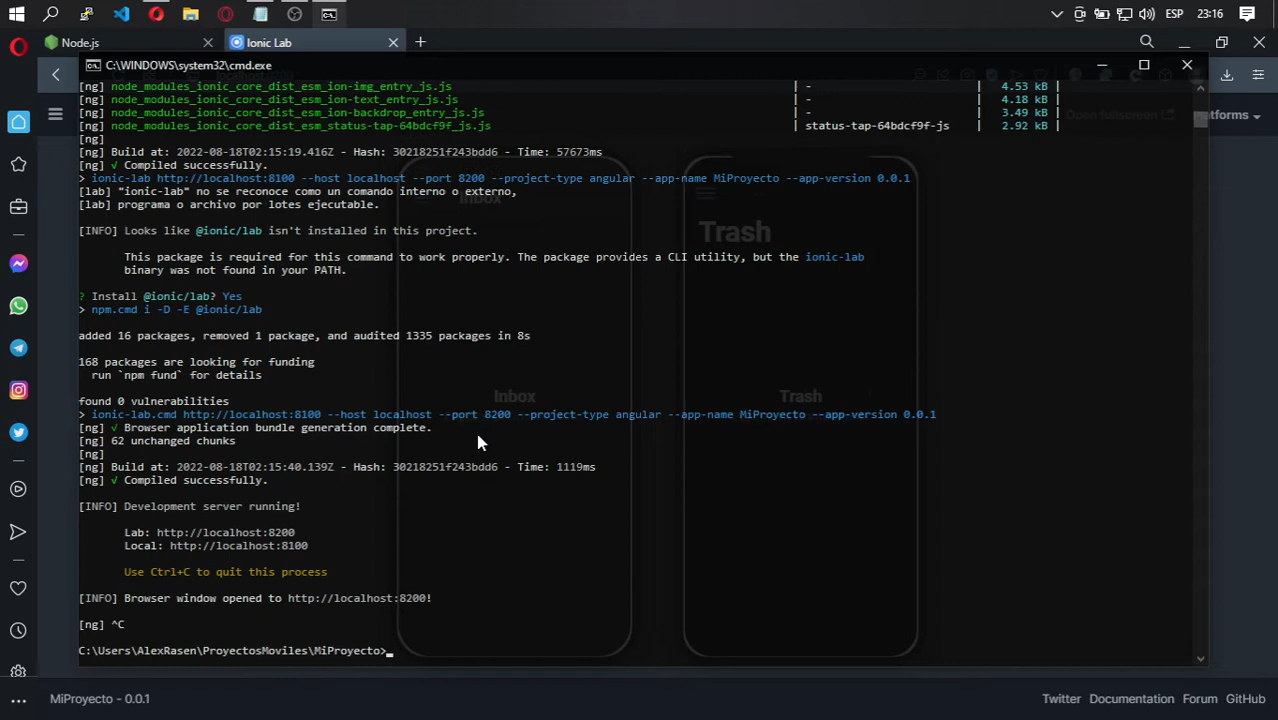 ESP 23:16
Node.js
Ionic Lab
C:\WINDOWS\system32\cmd.exe
[ng] node_modules_ionic_core_dist_esm_ion-img_entry_js.js | - | 4.53 kB |
[ng] node_modules_ionic_core_dist_esm_ion-text_entry_js.js | - | 4.18 kB |
[ng] node_modules_ionic_core_dist_esm_ion-backdrop_entry_js.js | - | 3.49 kB |
[ng] node_modules_ionic_core_dist_esm_status-tap-64bdcf9f_js.js | status-tap-64bdcf9f-js | 2.92 kB |
Open fullscreen
atforms
[ng]
[ng] Build at: 2022-08-18T02:15:19.416Z - Hash: 30218251f243bdd6 - Time: 57673ms
[ng] √ Compiled successfully.
> ionic-lab http://localhost:8100 --host localhost --port 8200 --project-type angular --app-name MiProyecto --app-version 0.0.1
[lab] "ionic-lab" no se reconoce como un comando interno o externo,
[lab] programa o archivo por lotes ejecutable.
Inbox
Trash
[INFO] Looks like @ionic/lab isn't installed in this project.
This package is required for this command to work properly. The package provides a CLI utility, but the ionic-lab
binary was not found in your PATH.
? Install @ionic/lab? Yes
> npm.cmd i -D -E @ionic/lab
added 16 packages, removed 1 package, and audited 1335 packages in 8s
168 packages are looking for funding
run `npm fund` for details
Inbox
Trash
found 0 vulnerabilities
> ionic-lab.cmd http://localhost:8100 --host localhost --port 8200 --project-type angular --app-name MiProyecto --app-version 0.0.1
[ng] √ Browser application bundle generation complete.
[ng] 62 unchanged chunks
[ng]
[ng] Build at: 2022-08-18T02:15:40.139Z - Hash: 30218251f243bdd6 - Time: 1119ms
[ng] √ Compiled successfully.
[INFO] Development server running!
Lab: http://localhost:8200
Local: http://localhost:8100
Use Ctrl+C to quit this process
[INFO] Browser window opened to http://localhost:8200!
[ng] ^C
C:\Users\AlexRasen\ProyectosMoviles\MiProyecto>_
MiProyecto - 0.0.1
Twitter Documentation Forum GitHub